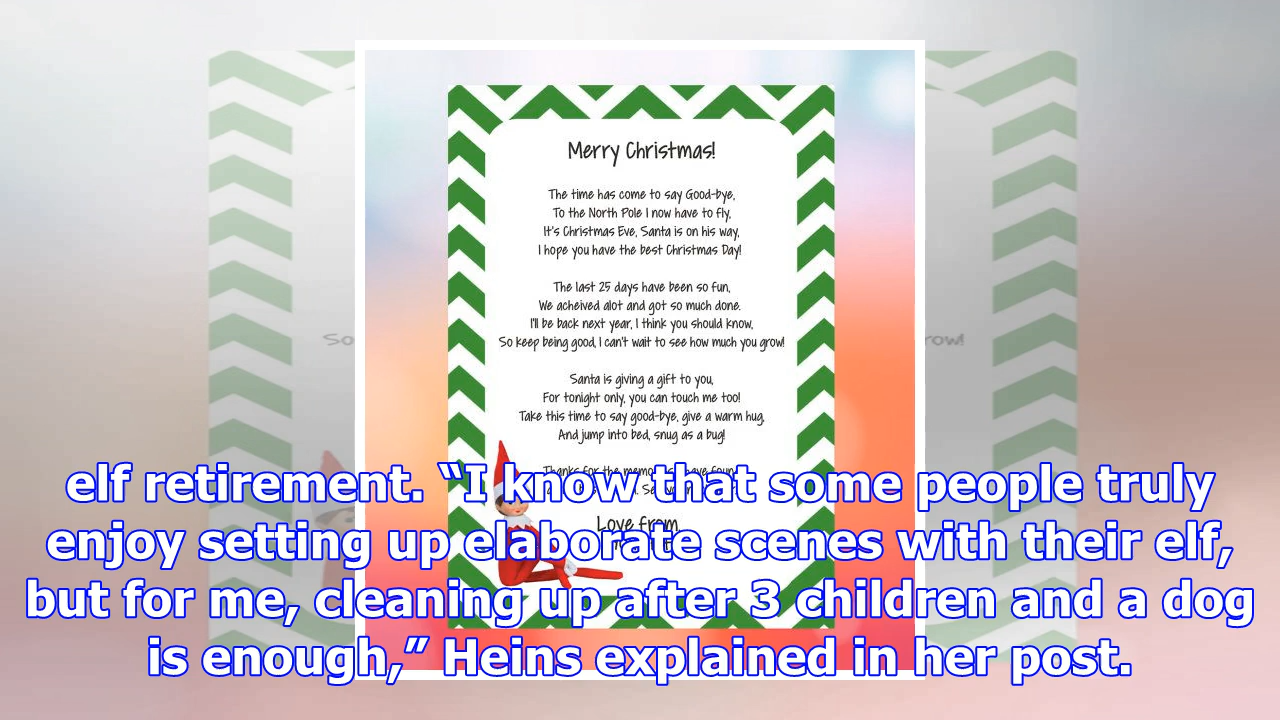 Merry Christmas!
The time has come to say Good-bye,
To the North Pole I now have to fly,
It's Christmas Eve, Santa is on his way,
I hope you have the best Christmas Day!
The last 25 days have been so fun,
We acheived alot and got so much done.
I'll be back next year, I think you should know,
So keep being good, I can't wait to see how much you grow!
Santa is giving a gift to you,
For tonight only, you can touch me too!
Take this time to say good-bye, give a warm hug,
And jump into bed, snug as a bug!
Thanks for the
Love from
So
row!
elf retirement. “I know that some people truly
enjoy setting up elaborate scenes with their elf,
but for me, cleaning up after 3 children and a dog
is enough,” Heins explained in her post.